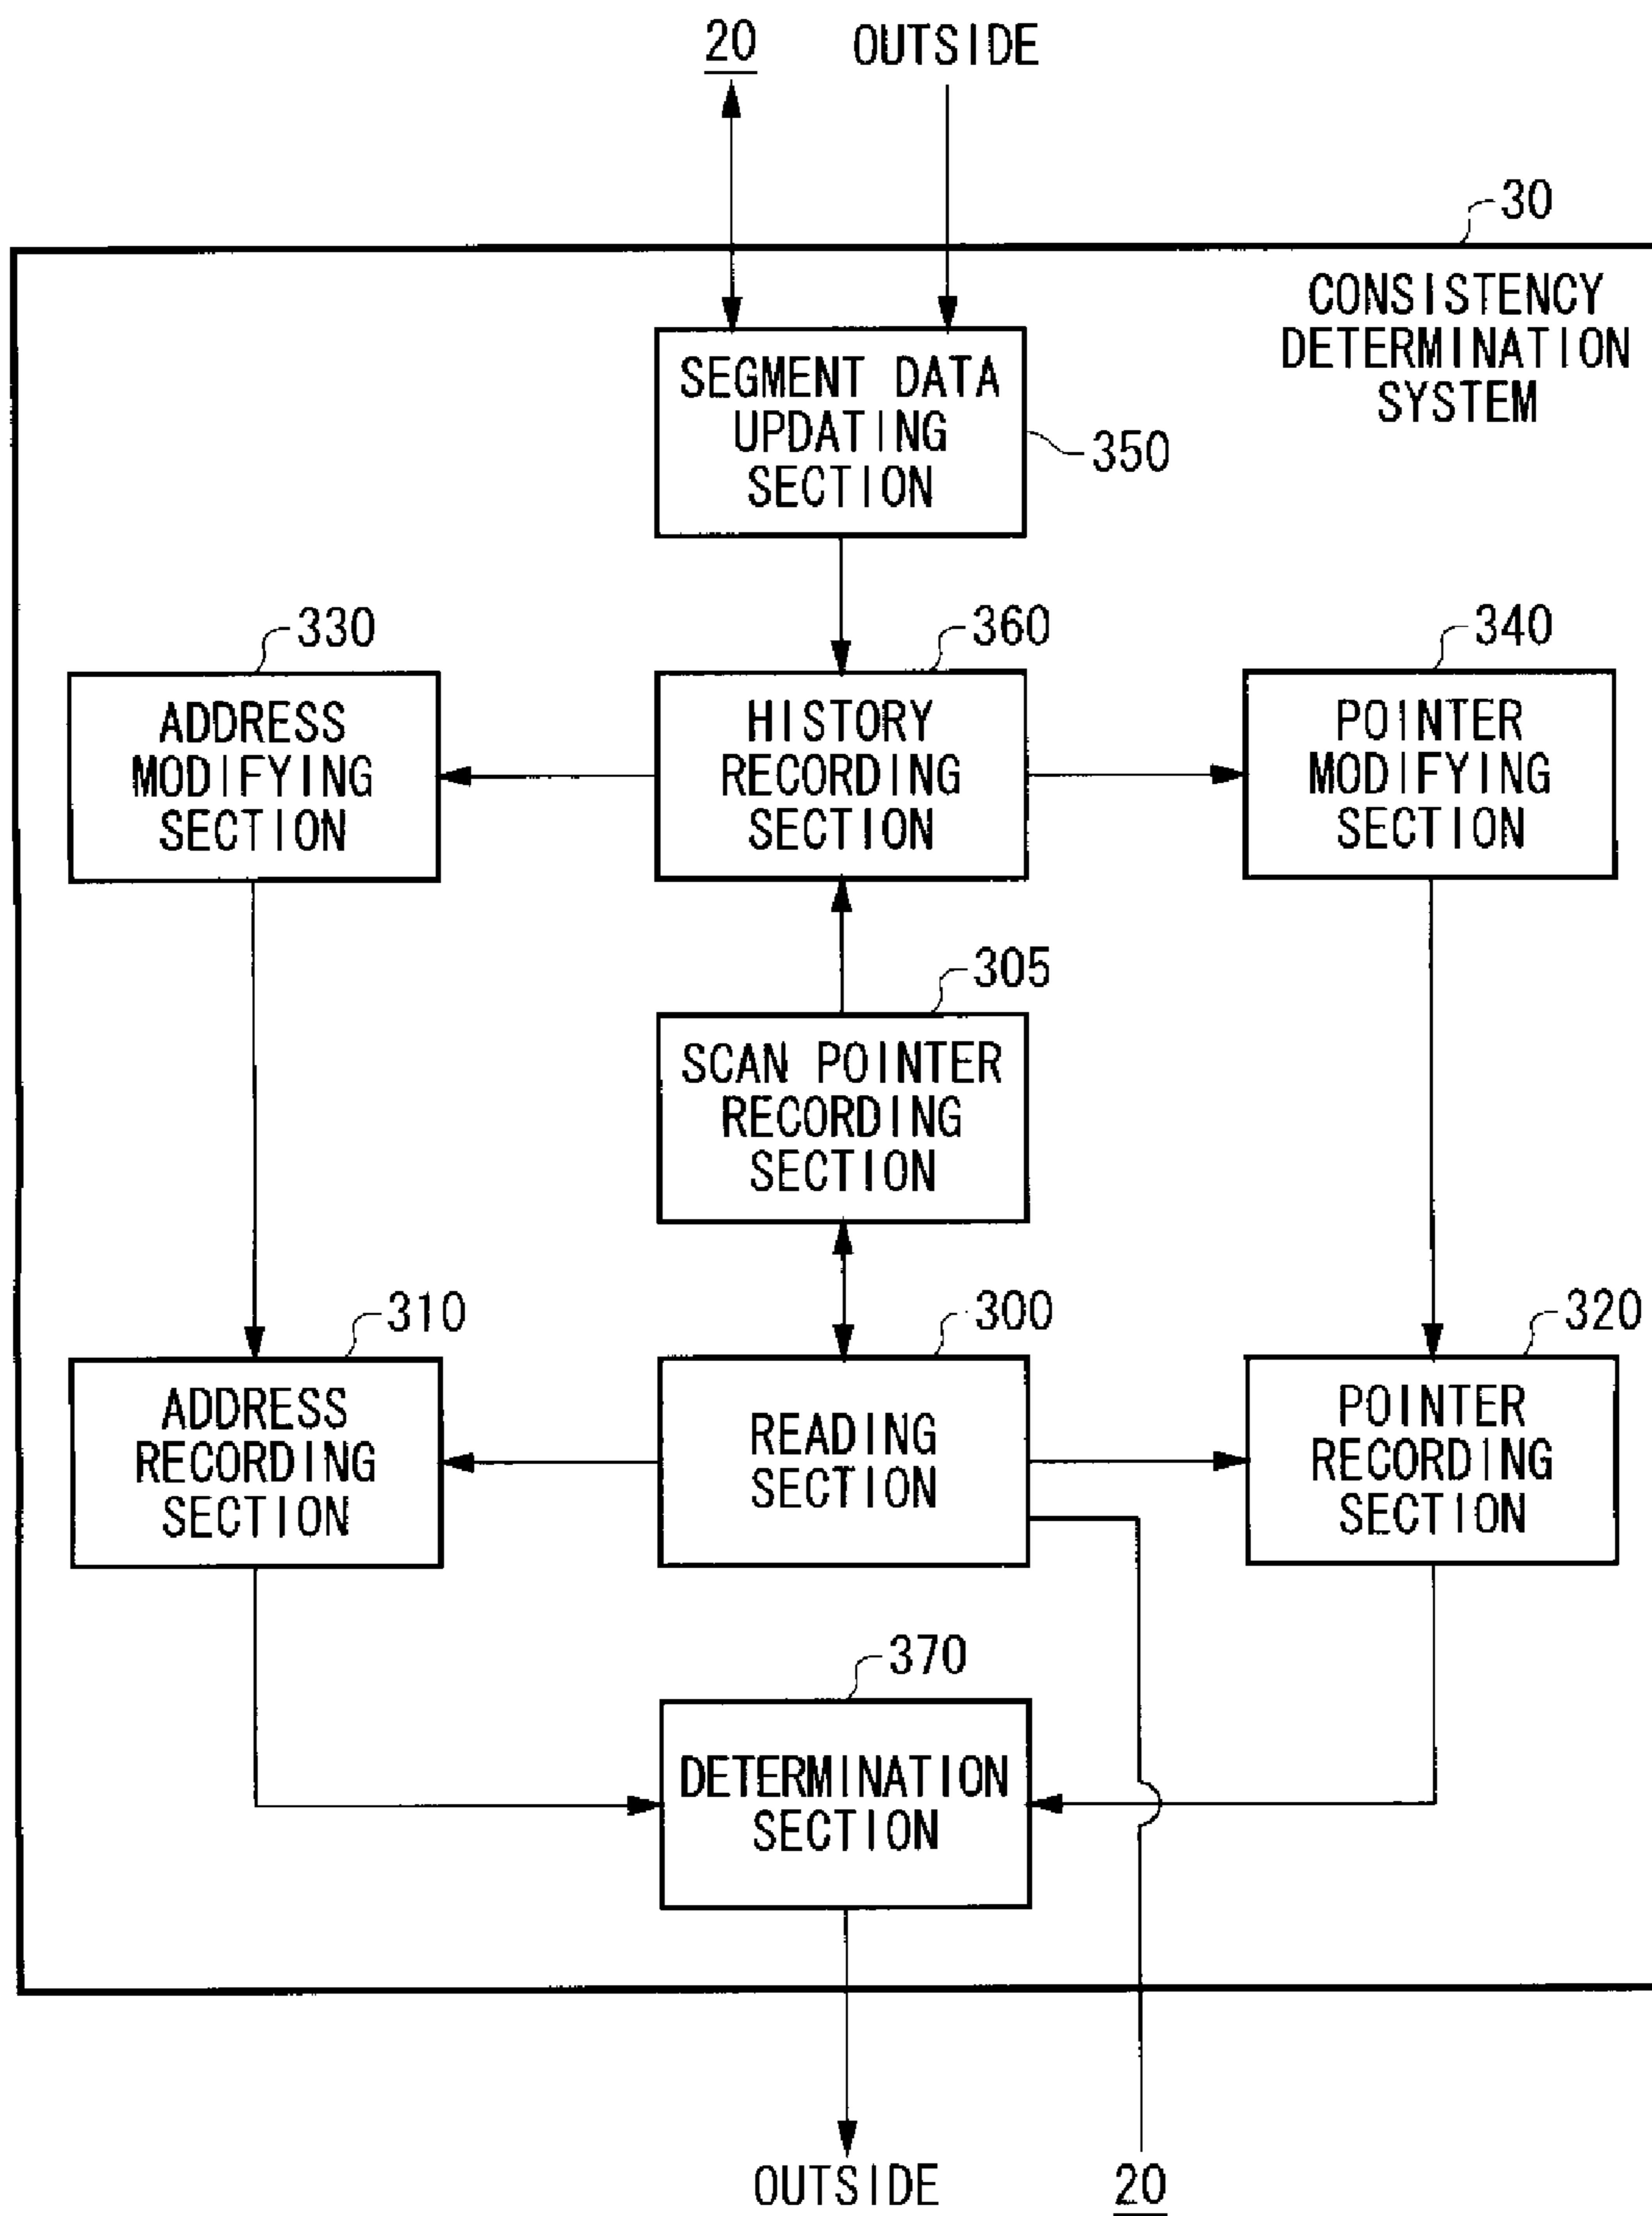 20 OUTSIDE
30
CONSISTENCY
DETERMINATION
SYSTEM
SEGMENT DATA
UPDATING
SECTION
350
330
360
340
ADDRESS
MODIFYING
SECTION
HISTORY
RECORDING
SECTION
POINTER
MODIFYING
SECTION
305
SCAN POINTER
RECORDING
SECTION
310
300
320
ADDRESS
RECORDING
SECTION
READING
SECTION
POINTER
RECORDING
SECTION
370
DETERMINATION
SECTION
OUTSIDE
20